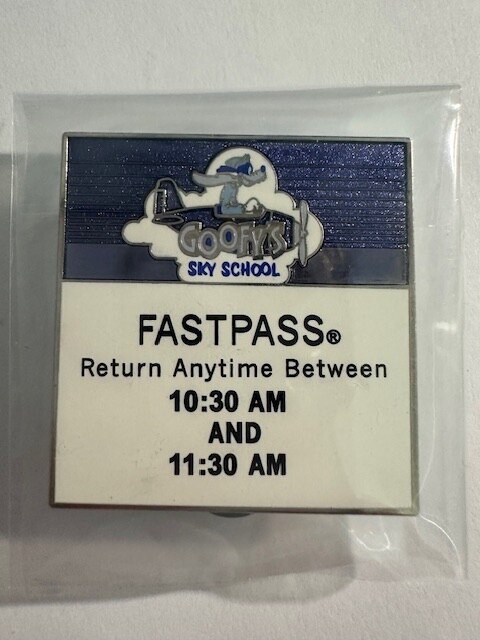 GOOFY'S
SKY SCHOOL
FASTPASS®
Return Anytime Between
10:30 AM
AND
11:30 AM